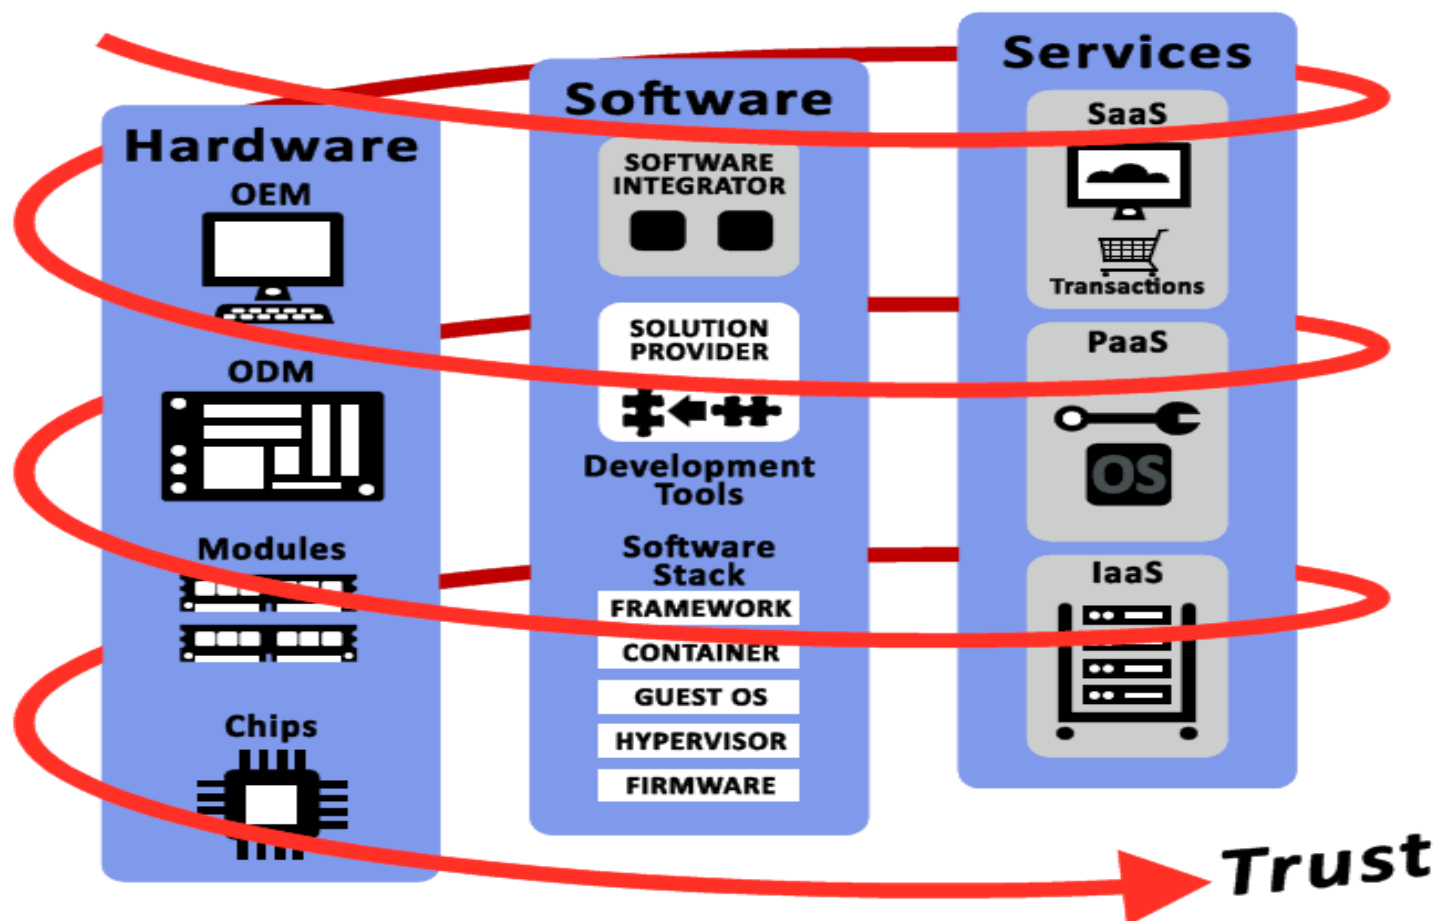 Hardware
OEM
ODM
Modules
Chips
Software
SOFTWARE
INTEGRATOR
SOLUTION
PROVIDER
Development
Tools
Software
Stack
FRAMEWORK
CONTAINER
GUEST OS
HYPERVISOR
FIRMWARE
Services
SaaS
Transactions
PaaS
OS
IaaS
Trust